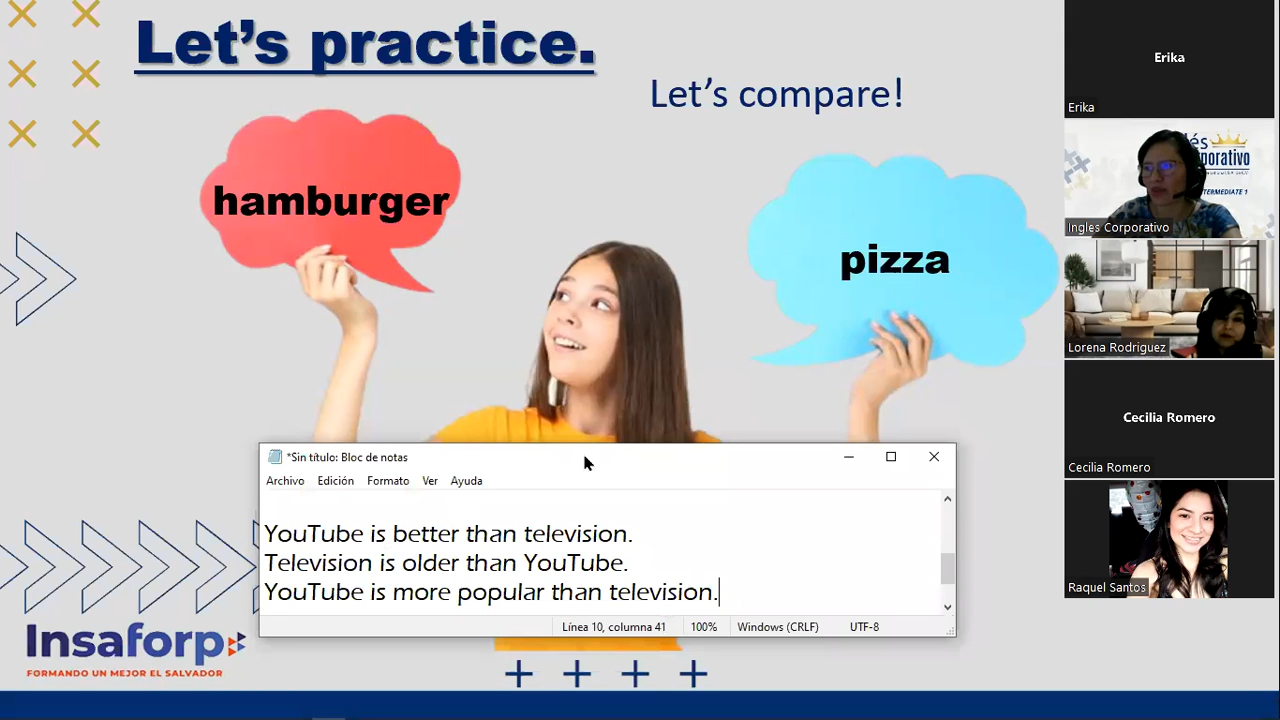 Let's practice.
Let's compare!
hamburger
pizza
*Sin título: Bloc de notas
Archivo Edición Formato Ver Ayuda
YouTube is better than television.
Television is older than YouTube.
YouTube is more popular than television.
Línea 10, columna 41 100% Windows (CRLF) UTF-8
Insaforp
FORMANDO UN MEJOR EL SALVADOR
Erika
Erika
INTERMEDIATE 1
Ingles Corporativo
Lorena Rodriguez
Cecilia Romero
Cecilia Romero
Raquel Santos